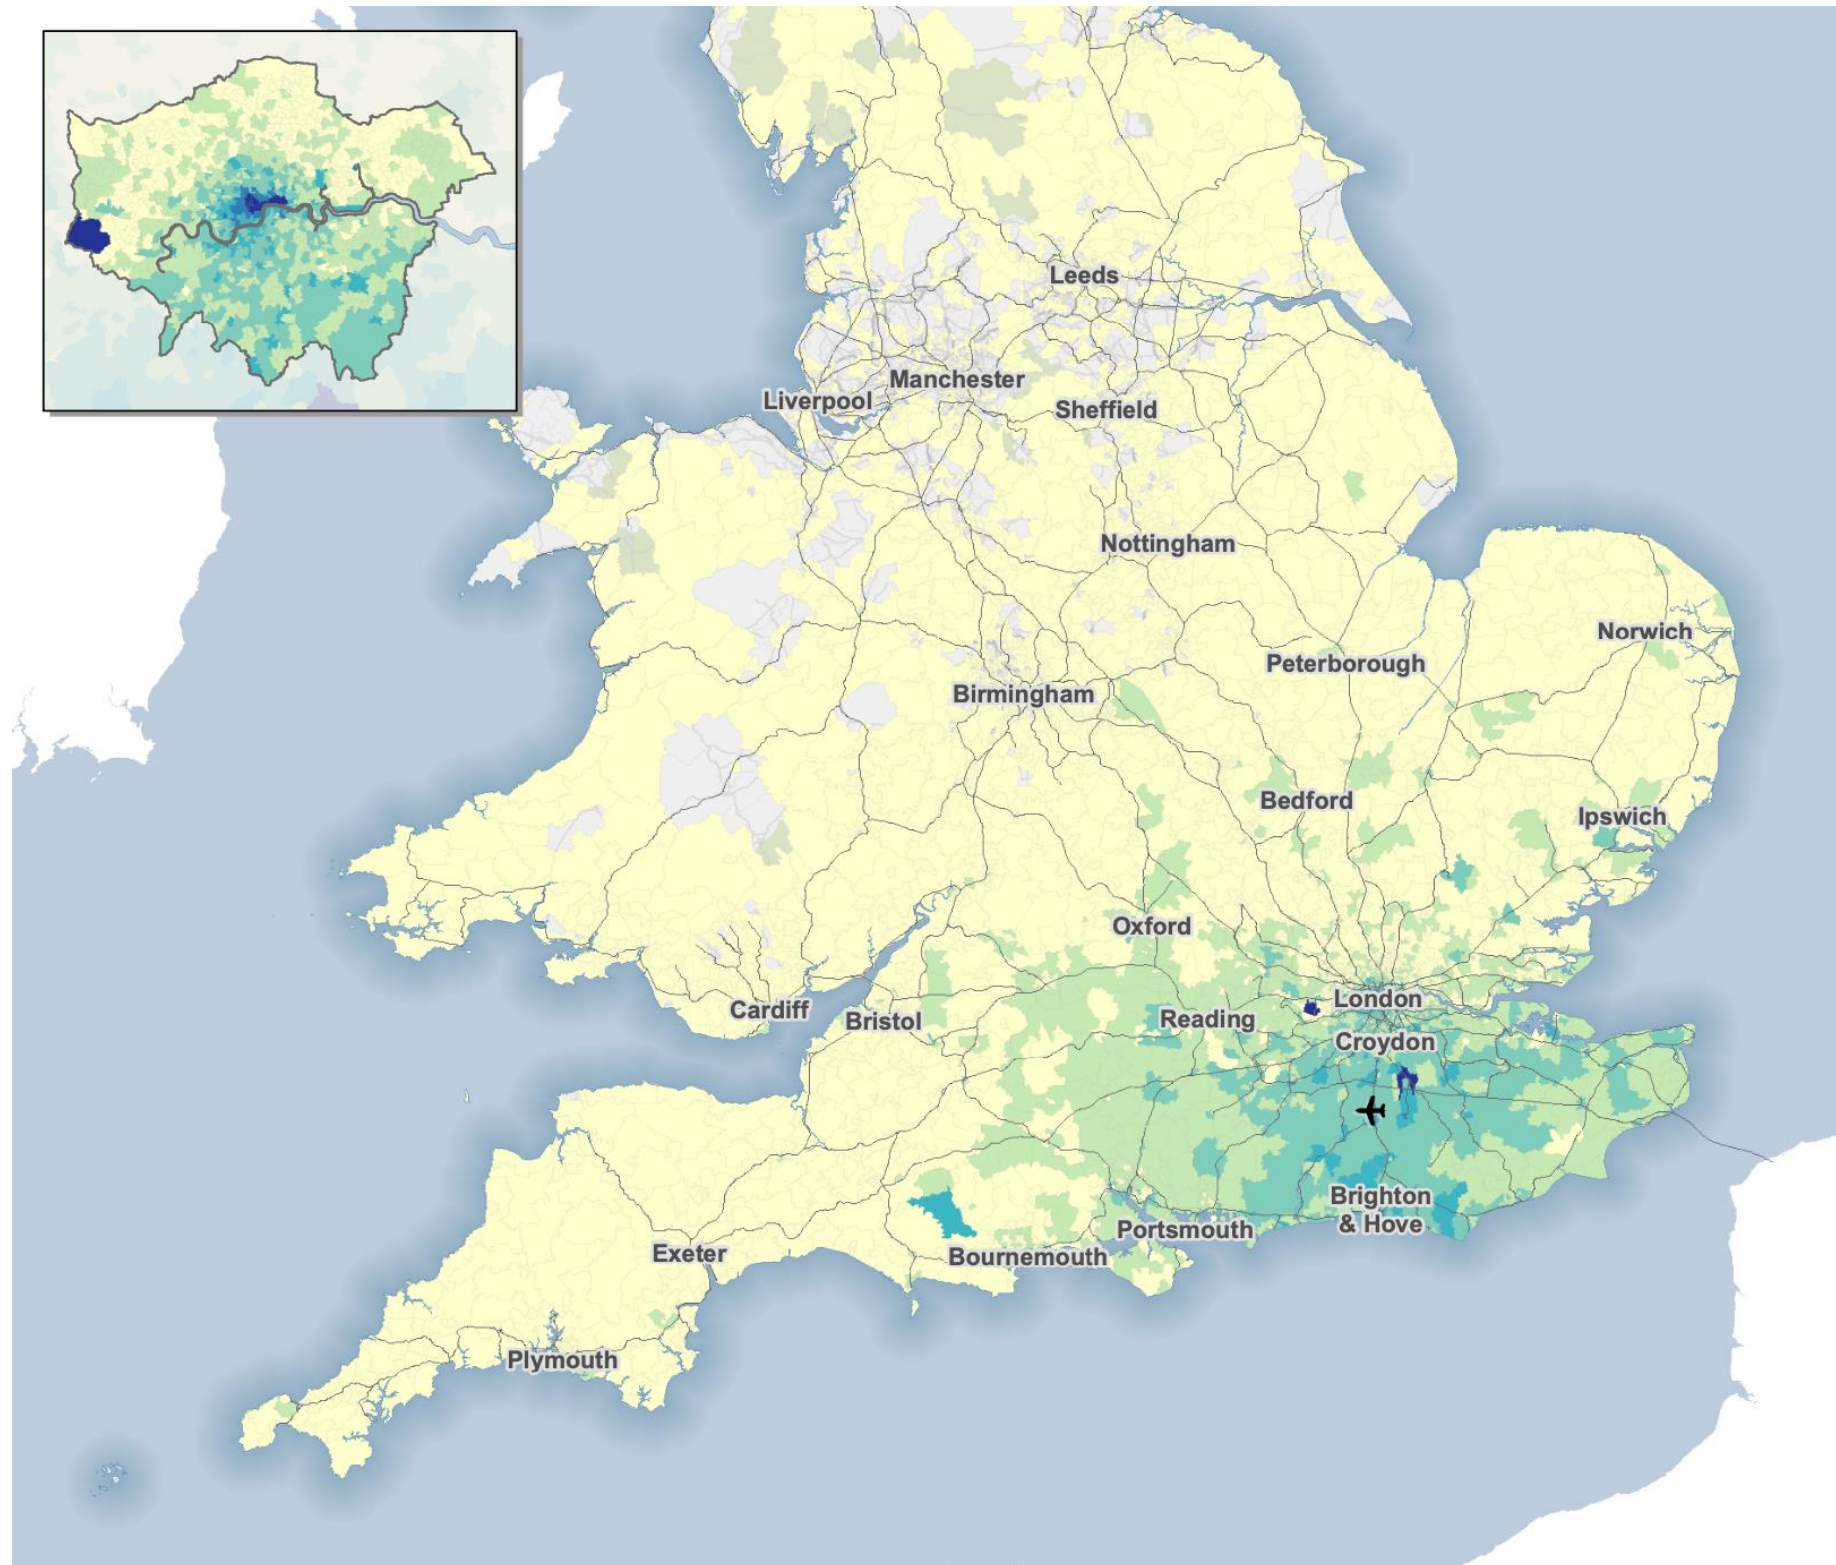 Leeds
Manchester
Liverpool
Sheffield
Nottingham
Norwich
Peterborough
Birmingham
Bedford
Ipswich
Oxford
London
Cardiff
Bristol
Reading
Croydon
Brighton
& Hove
Portsmouth
Exeter
Bournemouth
Plymouth